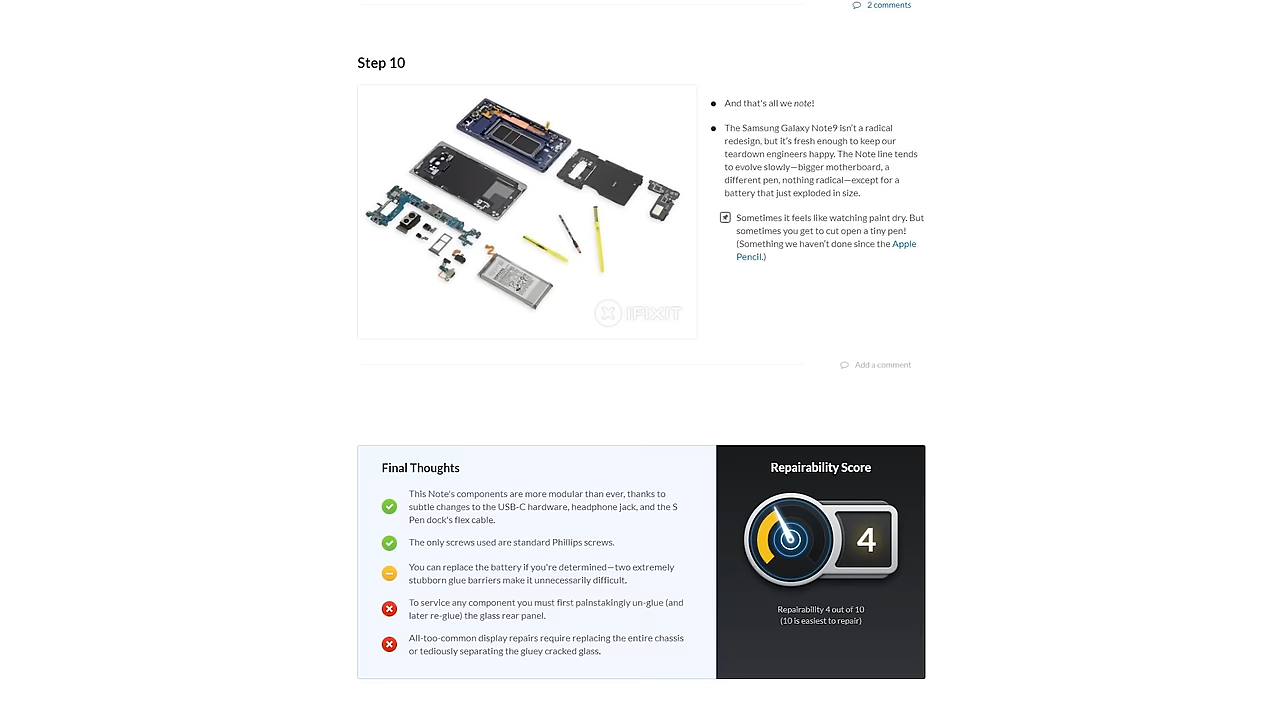 2 comments
Step 10
And that's all we note!
The Samsung Galaxy Note9 isn't a radical
redesign, but it's fresh enough to keep our
teardown engineers happy. The Note line tends
to evolve slowly—bigger motherboard, a
different pen, nothing radical—except for a
battery that just exploded in size.
Sometimes it feels like watching paint dry. But
sometimes you get to cut open a tiny pen!
(Something we haven't done since the Apple
Pencil.)
IFIXIT
Add a comment
Final Thoughts
This Note's components are more modular than ever, thanks to
subtle changes to the USB-C hardware, headphone jack, and the S
Pen dock's flex cable.
The only screws used are standard Phillips screws.
You can replace the battery if you're determined—two extremely
stubborn glue barriers make it unnecessarily difficult.
To service any component you must first painstakingly un-glue (and
later re-glue) the glass rear panel.
All-too-common display repairs require replacing the entire chassis
or tediously separating the gluey cracked glass.
Repairability Score
4
Repairability 4 out of 10
(10 is easiest to repair)